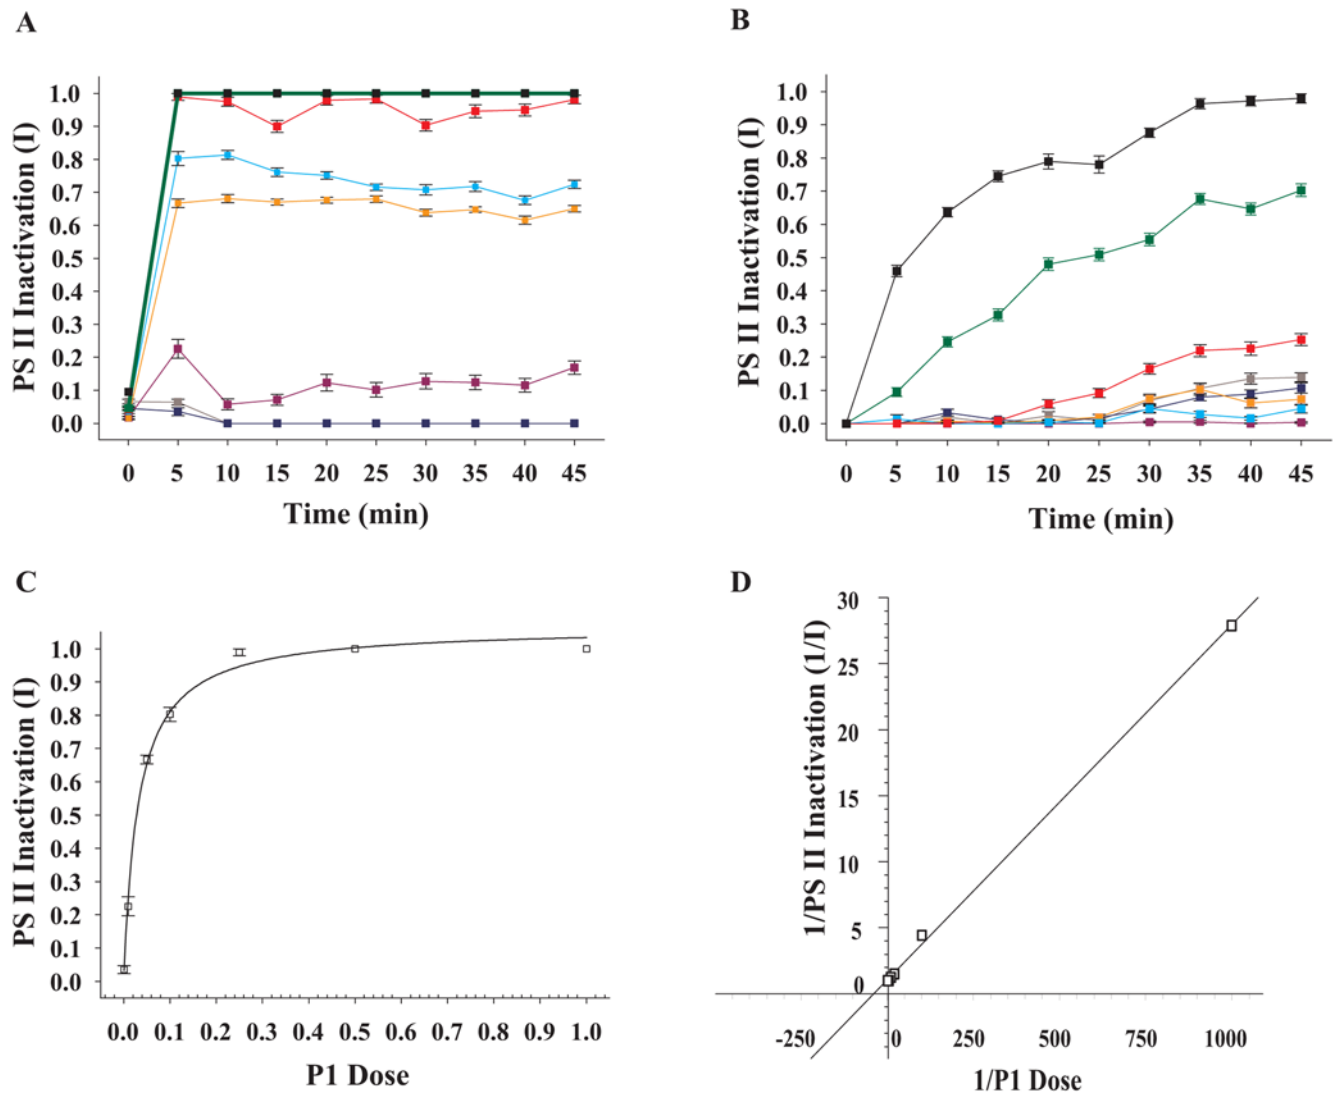 A
PS II Inactivation (I)
1.0
0.9
0.8
0.7
0.6
0.5
0.4
0.3
0.2
0.1
0.0
0 5 10 15 20 25 30 35 40 45
Time (min)
B
PS II Inactivation (I)
1.0
0.9
0.8
0.7
0.6
0.5
0.4
0.3
0.2
0.1
0.0
0 5 10 15 20 25 30 35 40 45
Time (min)
C
PS II Inactivation (I)
1.0
0.9
0.8
0.7
0.6
0.5
0.4
0.3
0.2
0.1
0.0
0.0 0.1 0.2 0.3 0.4 0.5 0.6 0.7 0.8 0.9 1.0
P1 Dose
D
1/PS II Inactivation (1/I)
30
25
20
15
10
5
0
-250 0 250 500 750 1000
1/P1 Dose